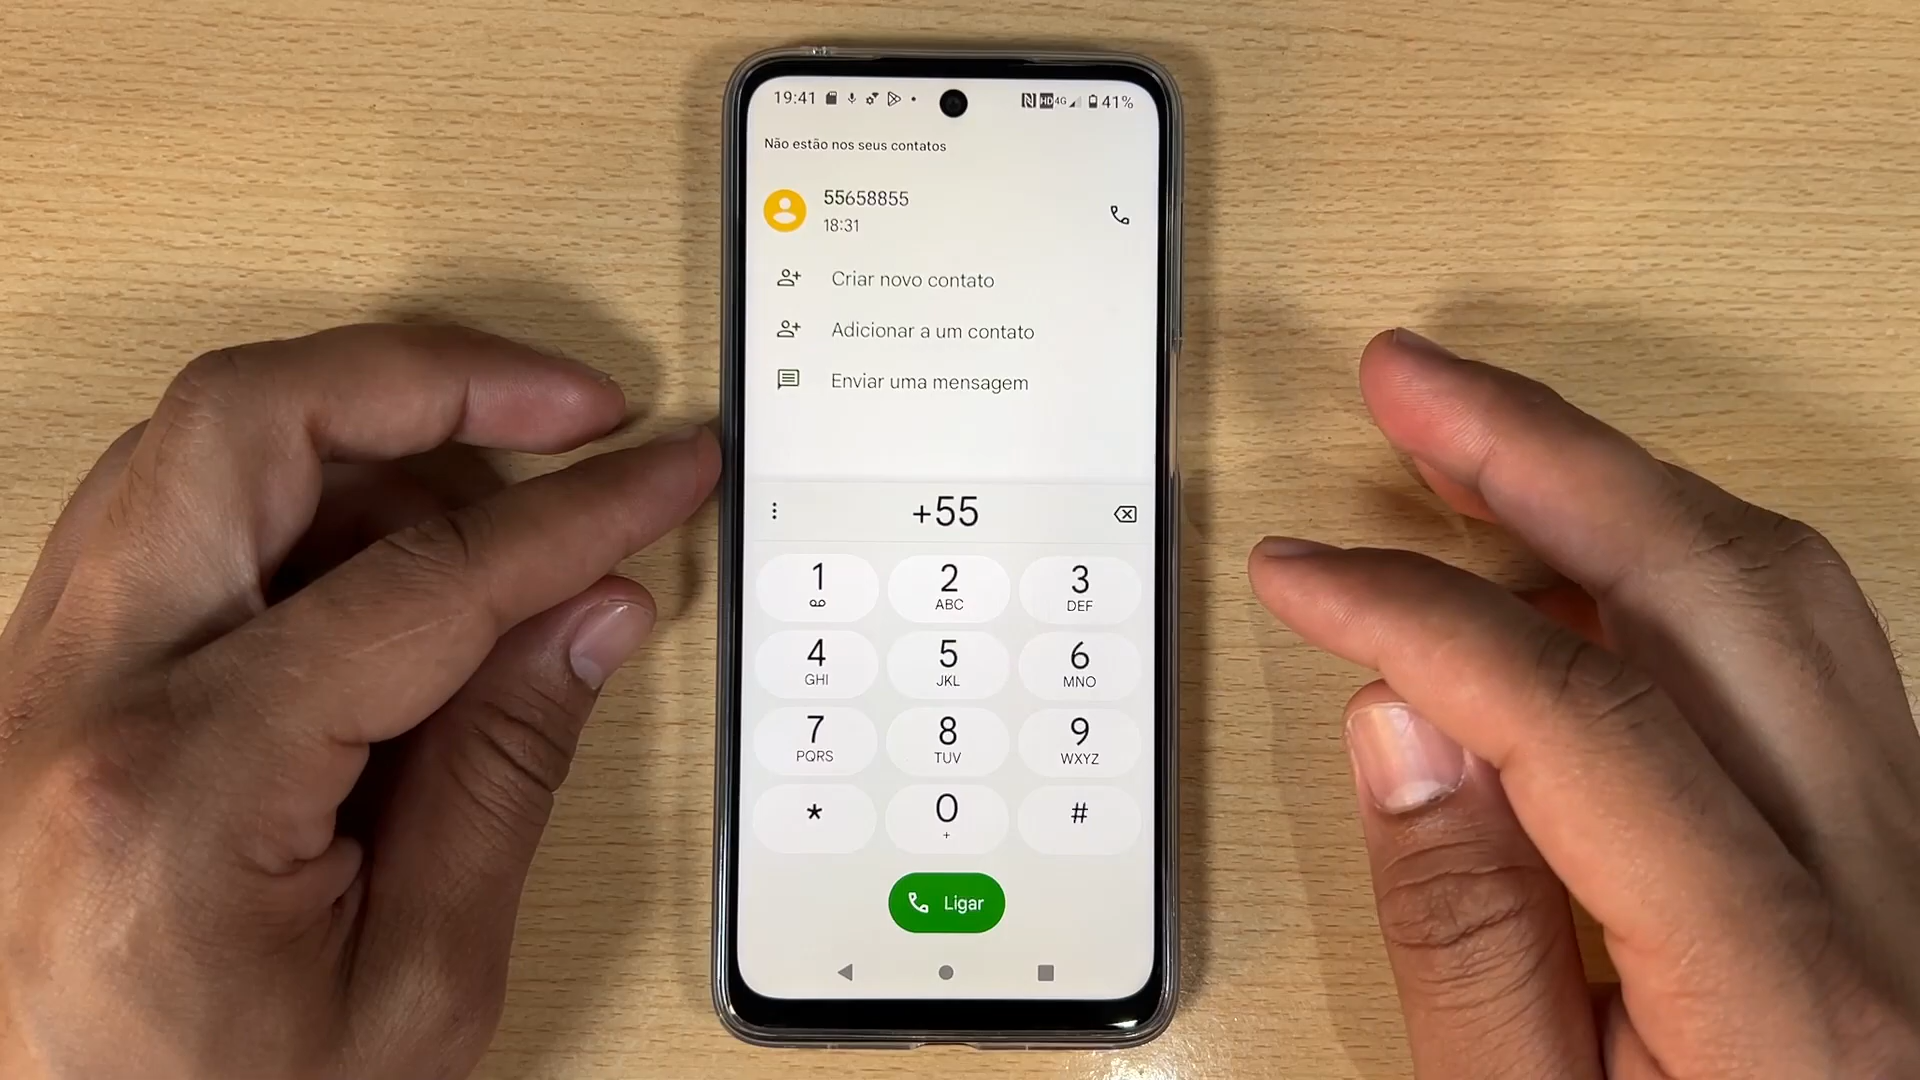 19:41
HD 4G 41%
Não estão nos seus contatos
55658855
18:31
Criar novo contato
Adicionar a um contato
Enviar uma mensagem
+55
1 2 3
ABC DEF
4 5 6
GHI JKL MNO
7 8 9
PQRS TUV WXYZ
* 0 #
+
Ligar